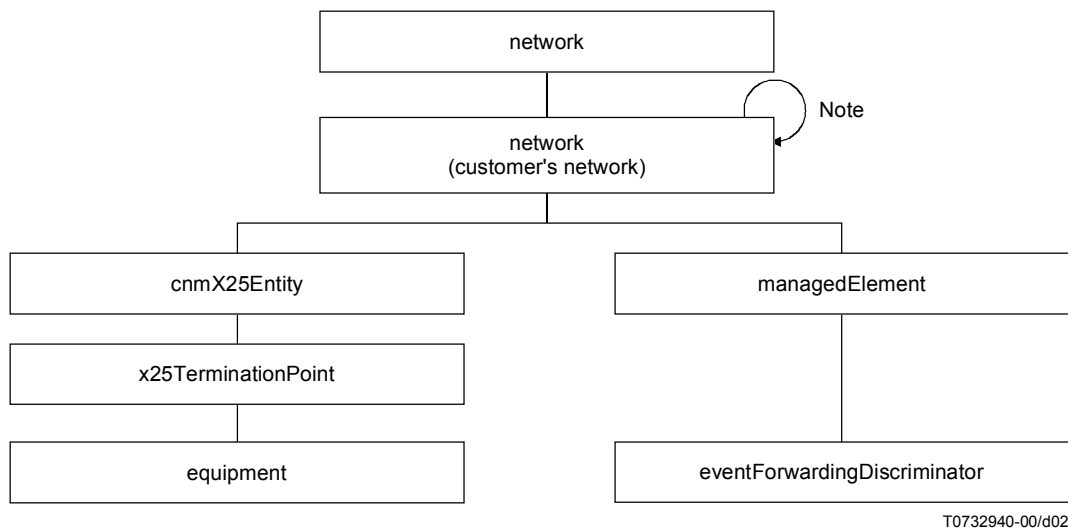 network
Note
network
(customer's network)
cnmX25Entity
managedElement
x25TerminationPoint
equipment
eventForwardingDiscriminator
T0732940-00/d02